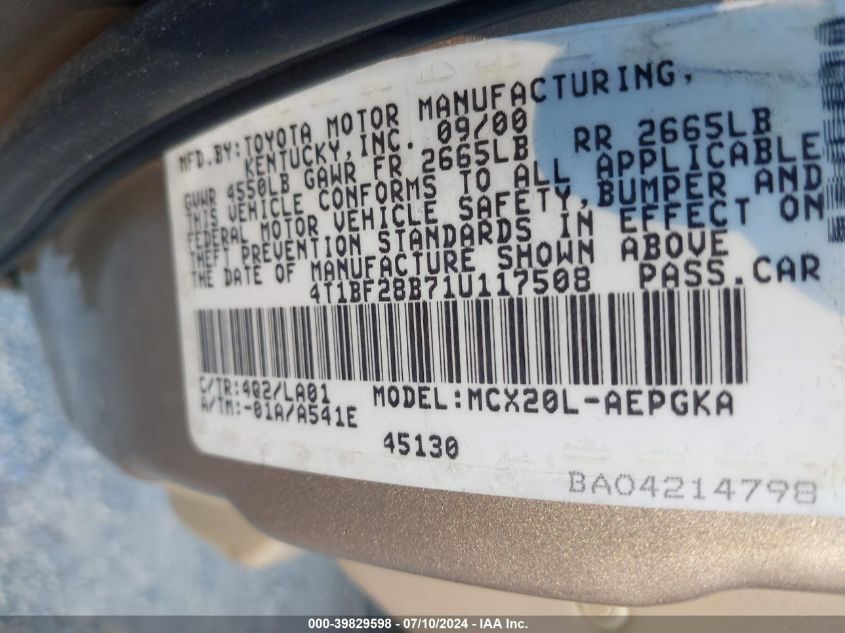 MFD.BY:TOYOTA MOTOR MANUFACTURING,
KENTUCKY,INC. 09/00
GVWR 4550LB GAWR FR 2665LB RR 2665LB
THIS VEHICLE CONFORMS TO ALL APPLICABLE
FEDERAL MOTOR VEHICLE SAFETY,BUMPER AND
THEFT PREVENTION STANDARDS IN EFFECT ON
THE DATE OF MANUFACTURE SHOWN ABOVE
4T1BF28B71U117508 PASS.CAR
C/TR:402/LA01 MODEL:MCX20L-AEPGKA
A/TM:-01A/A541E
45130
BA04214798
000-39829598 - 07/10/2024 - IAA Inc.